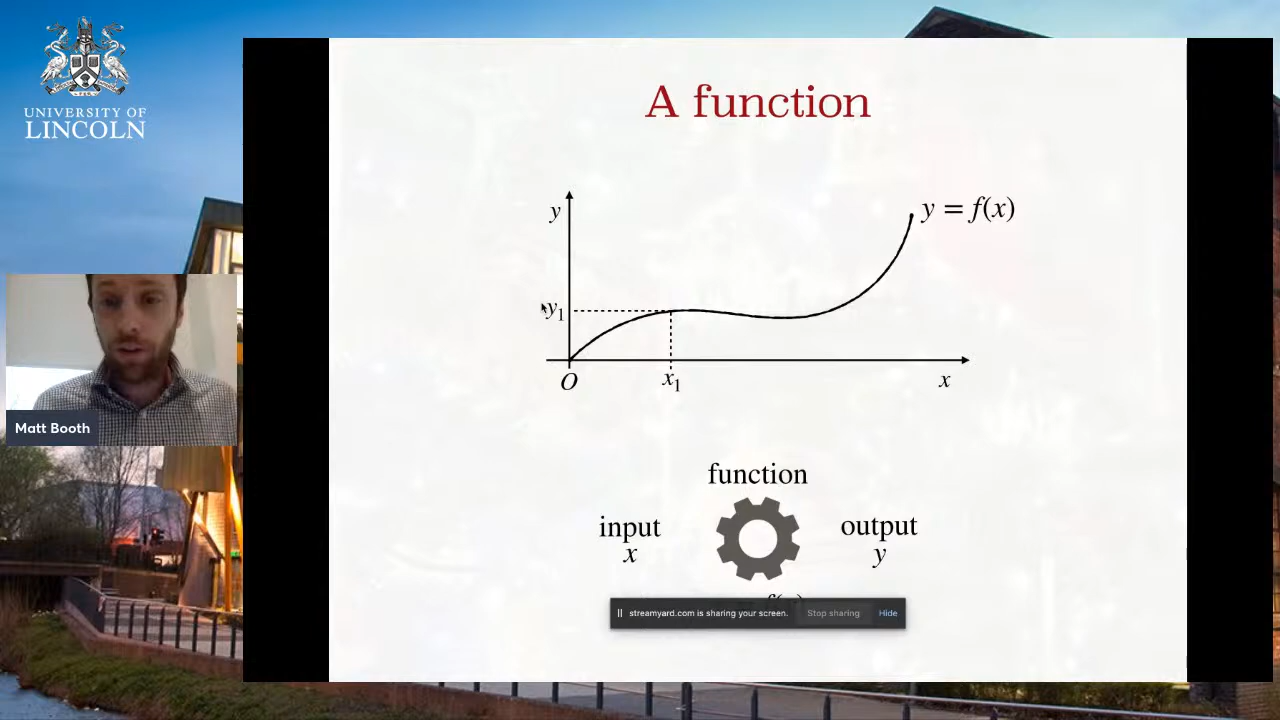 UNIVERSITY OF
LINCOLN
A function
y
y = f(x)
y₁
O
x₁
x
function
input
x
output
y
streamyard.com is sharing your screen.
Stop sharing
Hide
Matt Booth